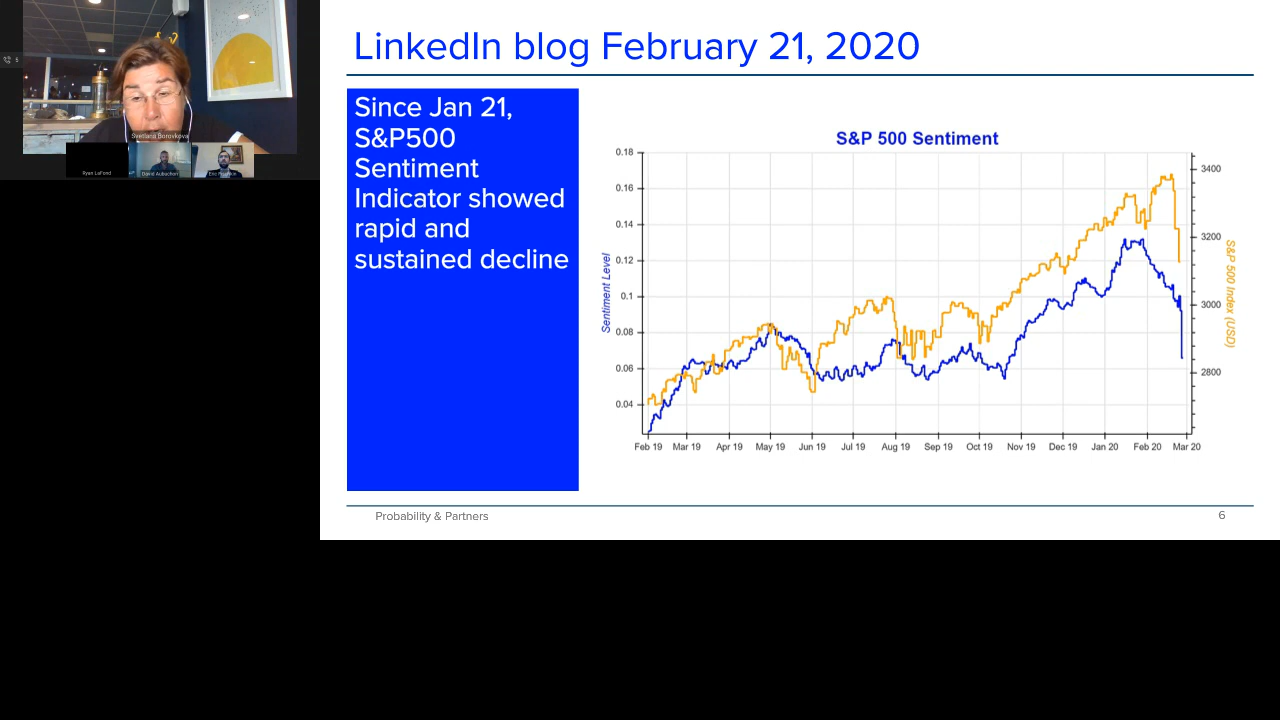 LinkedIn blog February 21, 2020
Since Jan 21,
S&P500
Sentiment
Indicator showed
rapid and
sustained decline
S&P 500 Sentiment
Sentiment Level
0.18
0.16
0.14
0.12
0.1
0.08
0.06
0.04
3400
3200
3000
2800
S&P 500 Index (USD)
Feb 19 Mar 19 Apr 19 May 19 Jun 19 Jul 19 Aug 19 Sep 19 Oct 19 Nov 19 Dec 19 Jan 20 Feb 20 Mar 20
Probability & Partners
6
Svetlana Borovkova
Ryan LaFond
David Aubuchon